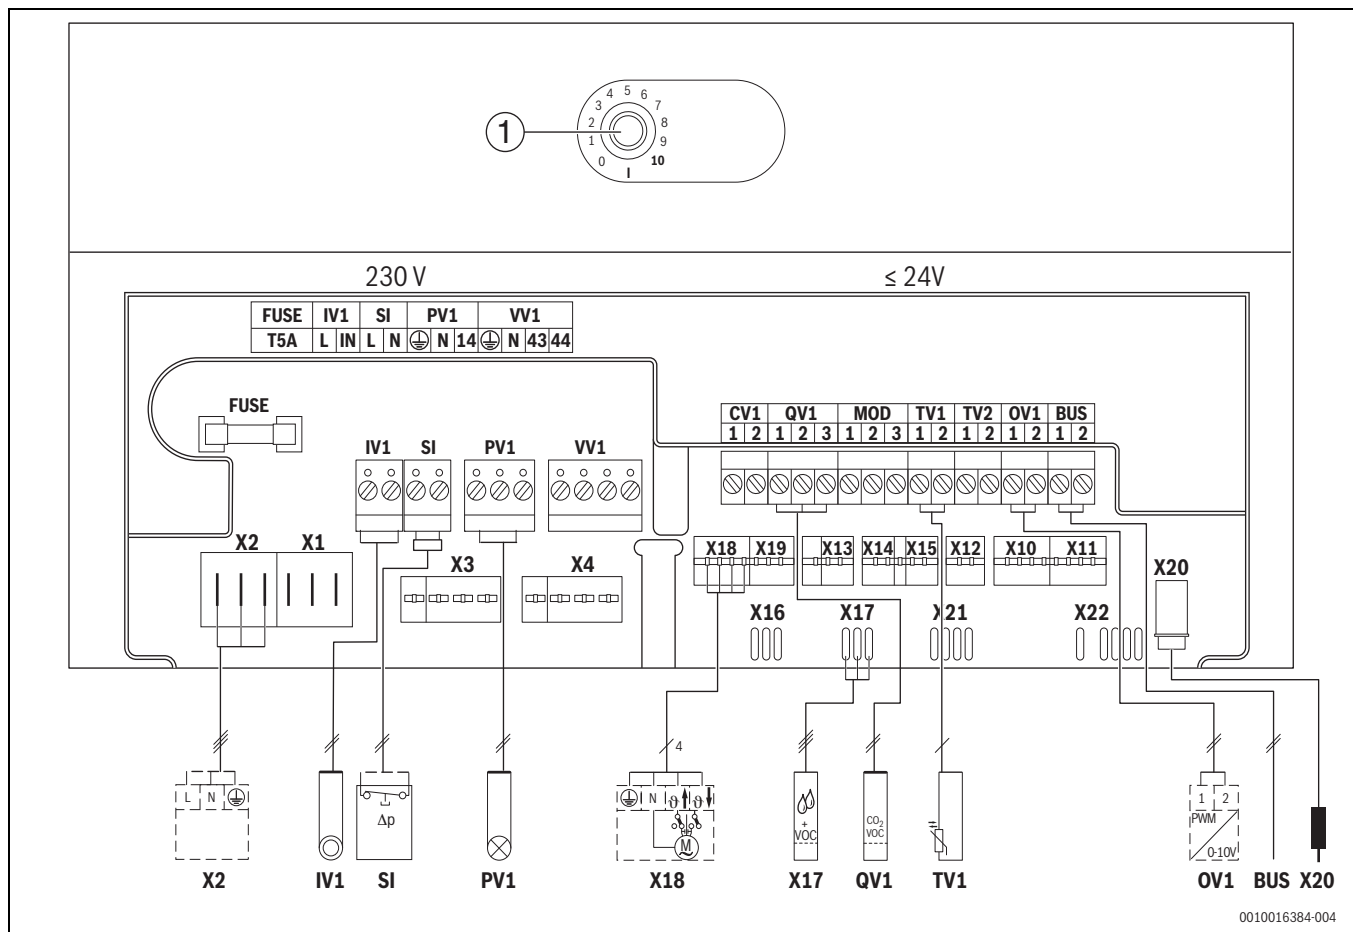 4 5 6
3 7
2 8
1 9
0 10
I
1
230 V ≤ 24V
FUSE IV1 SI PV1 VV1
T5A L IN L N N 14 N 43 44
FUSE
CV1 QV1 MOD TV1 TV2 OV1 BUS
1 2 1 2 3 1 2 3 1 2 1 2 1 2 1 2
IV1 SI PV1 VV1
X2 X1
X18 X19 X13 X14 X15 X12 X10 X11
X3 X4 X20
X16 X17 X21 X22
4
L N
N ϑ ϑ
1 2
PWM
0-10V
Δp
+
VOC
CO2
VOC
M
~
X2 IV1 SI PV1 X18 X17 QV1 TV1 OV1 BUS X20
0010016384-004